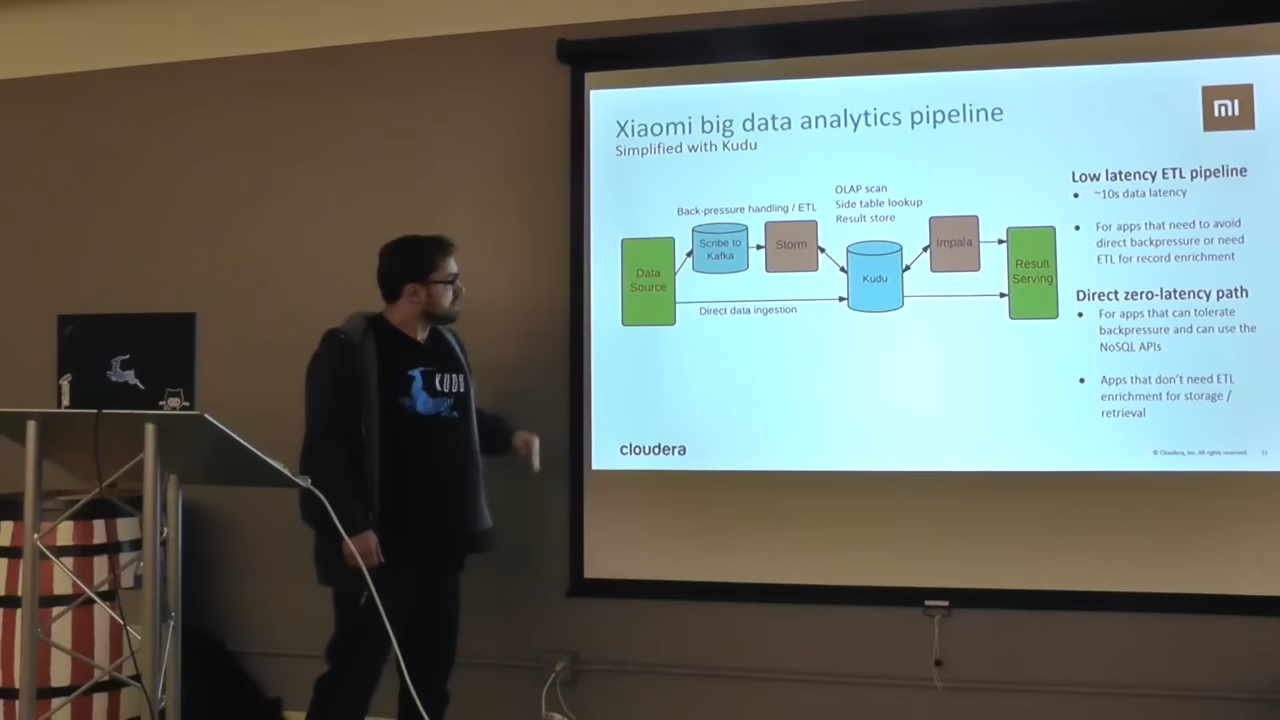 Xiaomi big data analytics pipeline
Simplified with Kudu
MI
Back-pressure handling / ETL
OLAP scan
Side table lookup
Result store
Data
Source
Scribe to
Kafka
Storm
Kudu
Impala
Result
Serving
Direct data ingestion
Low latency ETL pipeline
• ~10s data latency
• For apps that need to avoid
direct backpressure or need
ETL for record enrichment
Direct zero-latency path
• For apps that can tolerate
backpressure and can use the
NoSQL APIs
• Apps that don't need ETL
enrichment for storage /
retrieval
cloudera
© Cloudera, Inc. All rights reserved.
11
KUDU